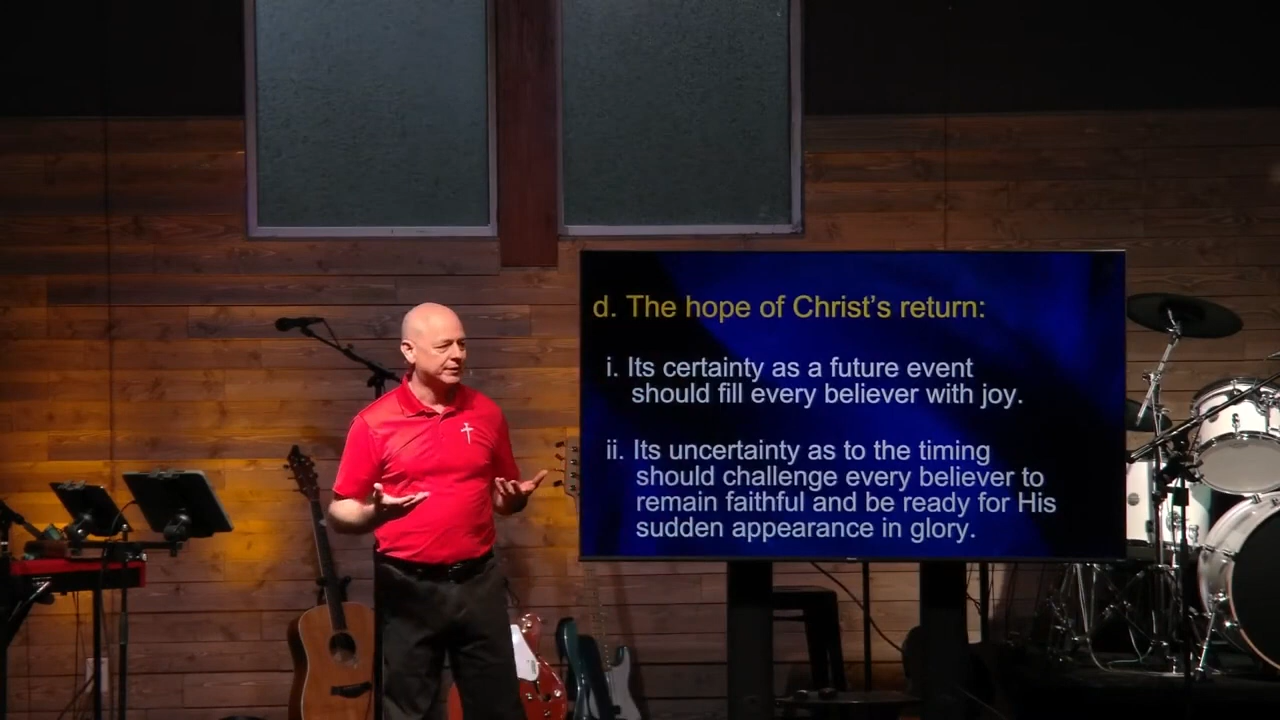 d. The hope of Christ's return:
i. Its certainty as a future event
should fill every believer with joy.
ii. Its uncertainty as to the timing
should challenge every believer to
remain faithful and be ready for His
sudden appearance in glory.